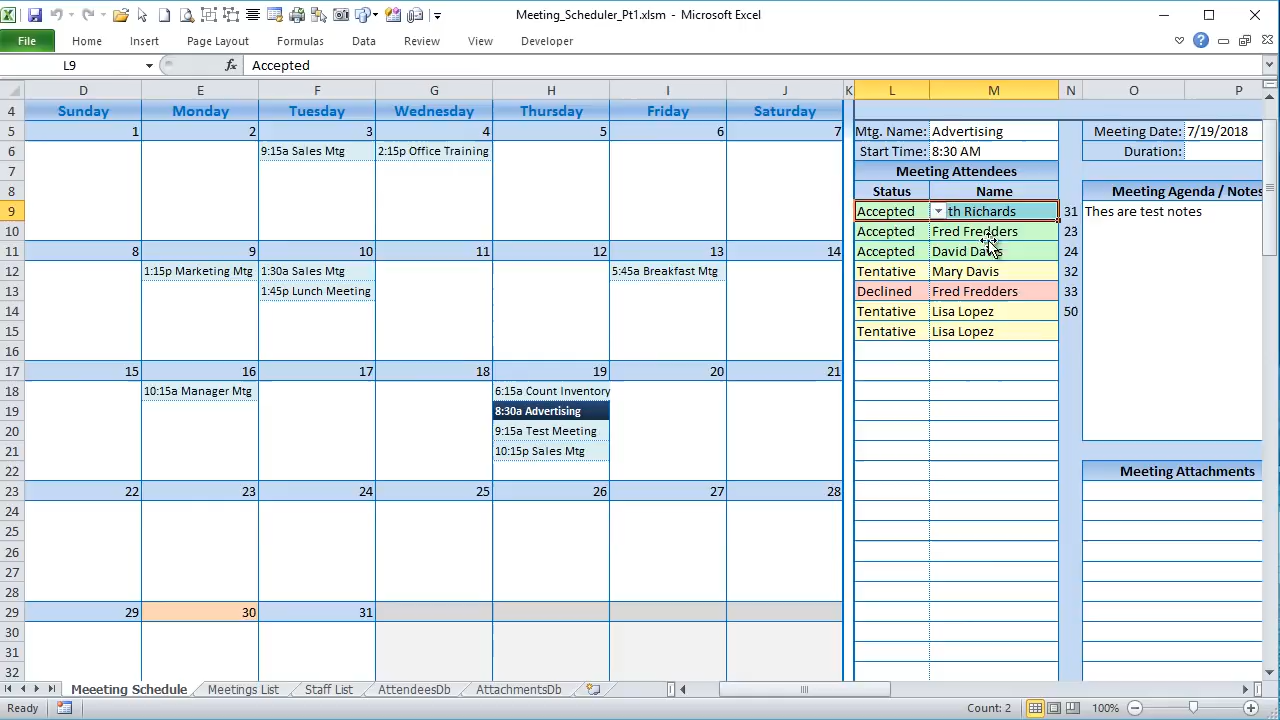 Meeting_Scheduler_Pt1.xlsm - Microsoft Excel
File Home Insert Page Layout Formulas Data Review View Developer
L9 fx Accepted
D E F G H I J K L M N O P
4 Sunday Monday Tuesday Wednesday Thursday Friday Saturday
5 1 2 3 4 5 6 7 Mtg. Name: Advertising Meeting Date: 7/19/2018
6 9:15a Sales Mtg 2:15p Office Training Start Time: 8:30 AM Duration:
7 Meeting Attendees
8 Status Name Meeting Agenda / Notes
9 Accepted th Richards 31 Thes are test notes
10 Accepted Fred Fredders 23
11 8 9 10 11 12 13 14 Accepted David Davis 24
12 1:15p Marketing Mgt 1:30a Sales Mtg 5:45a Breakfast Mtg Tentative Mary Davis 32
13 1:45p Lunch Meeting Declined Fred Fredders 33
14 Tentative Lisa Lopez 50
15 Tentative Lisa Lopez
16
17 15 16 17 18 19 20 21
18 10:15a Manager Mgt 6:15a Count Inventory
19 8:30a Advertising
20 9:15a Test Meeting
21 10:15p Sales Mtg
22 Meeting Attachments
23 22 23 24 25 26 27 28
24
25
26
27
28
29 29 30 31
30
31
32
Meeeting Schedule Meetings List Staff List AttendeesDb AttachmentsDb
Ready Count: 2 100%